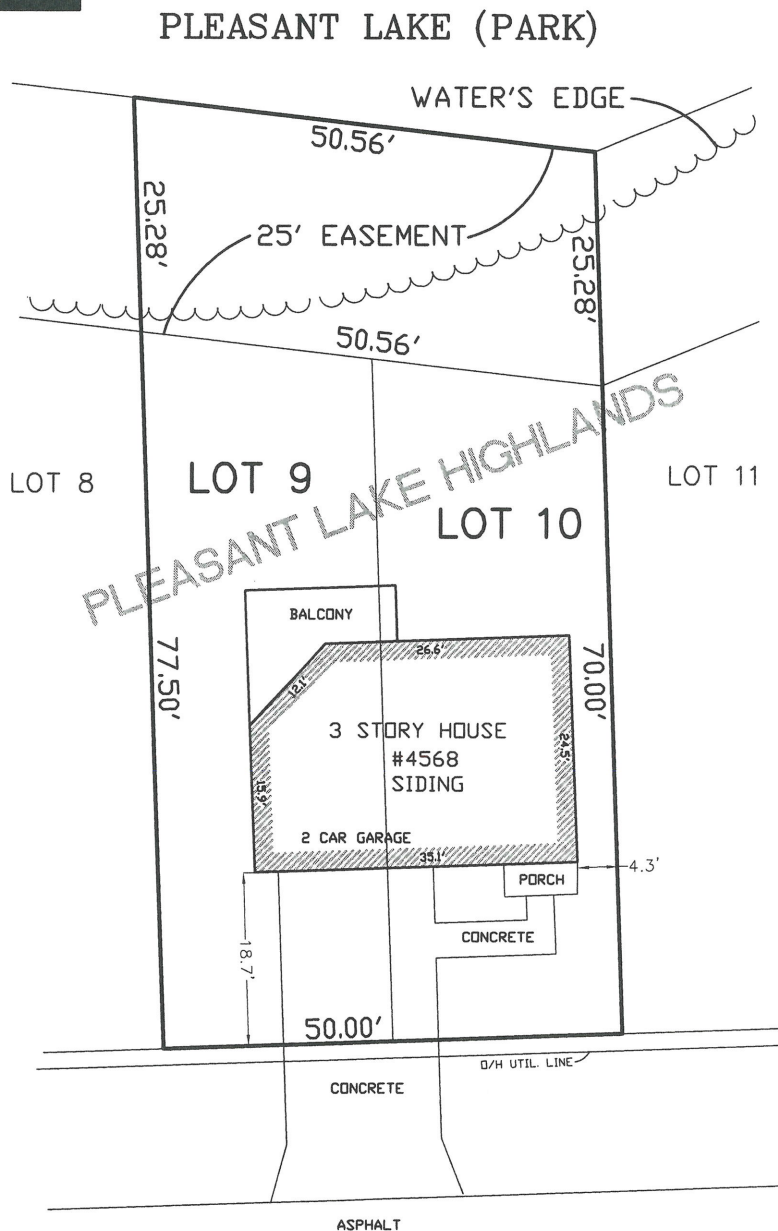 PLEASANT LAKE (PARK)
WATER'S EDGE
50.56'
25.28'
25' EASEMENT
25.28'
50.56'
PLEASANT LAKE HIGHLANDS
LOT 8
LOT 9
LOT 10
LOT 11
BALCONY
26.6'
12.1'
77.50'
70.00'
3 STORY HOUSE
#4568
SIDING
24.5'
15.9'
2 CAR GARAGE
35.1'
PORCH
4.3'
CONCRETE
18.7'
50.00'
O/H UTIL. LINE
CONCRETE
ASPHALT